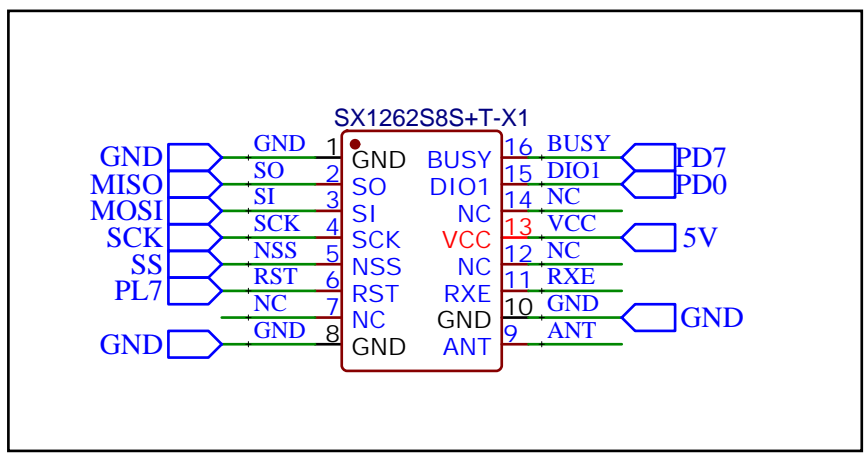 SX1262S8S+T-X1
GND GND 1 GND BUSY 16 BUSY PD7
MISO SO 2 SO DIO1 15 DIO1 PD0
MOSI SI 3 SI NC 14 NC
SCK SCK 4 SCK VCC 13 VCC 5V
SS NSS 5 NSS NC 12 NC
PL7 RST 6 RST RXE 11 RXE
NC 7 NC GND 10 GND GND
GND GND 8 GND ANT 9 ANT